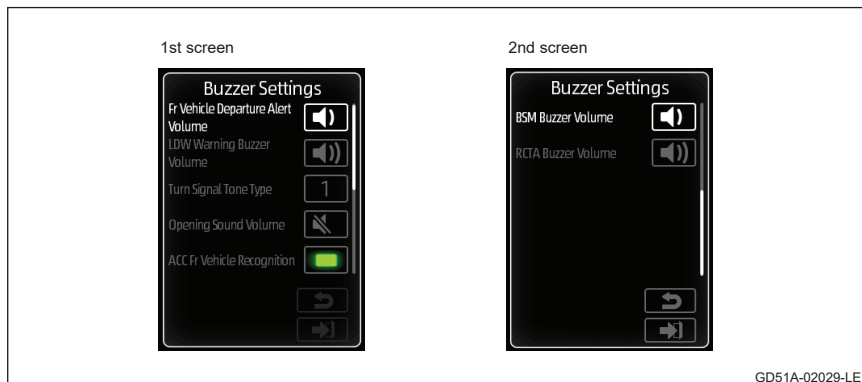 1st screen
Buzzer Settings
Fr Vehicle Departure Alert
Volume
LDW Warning Buzzer
Volume
Turn Signal Tone Type
1
Opening Sound Volume
ACC Fr Vehicle Recognition
2nd screen
Buzzer Settings
BSM Buzzer Volume
RCTA Buzzer Volume
GD51A-02029-LE